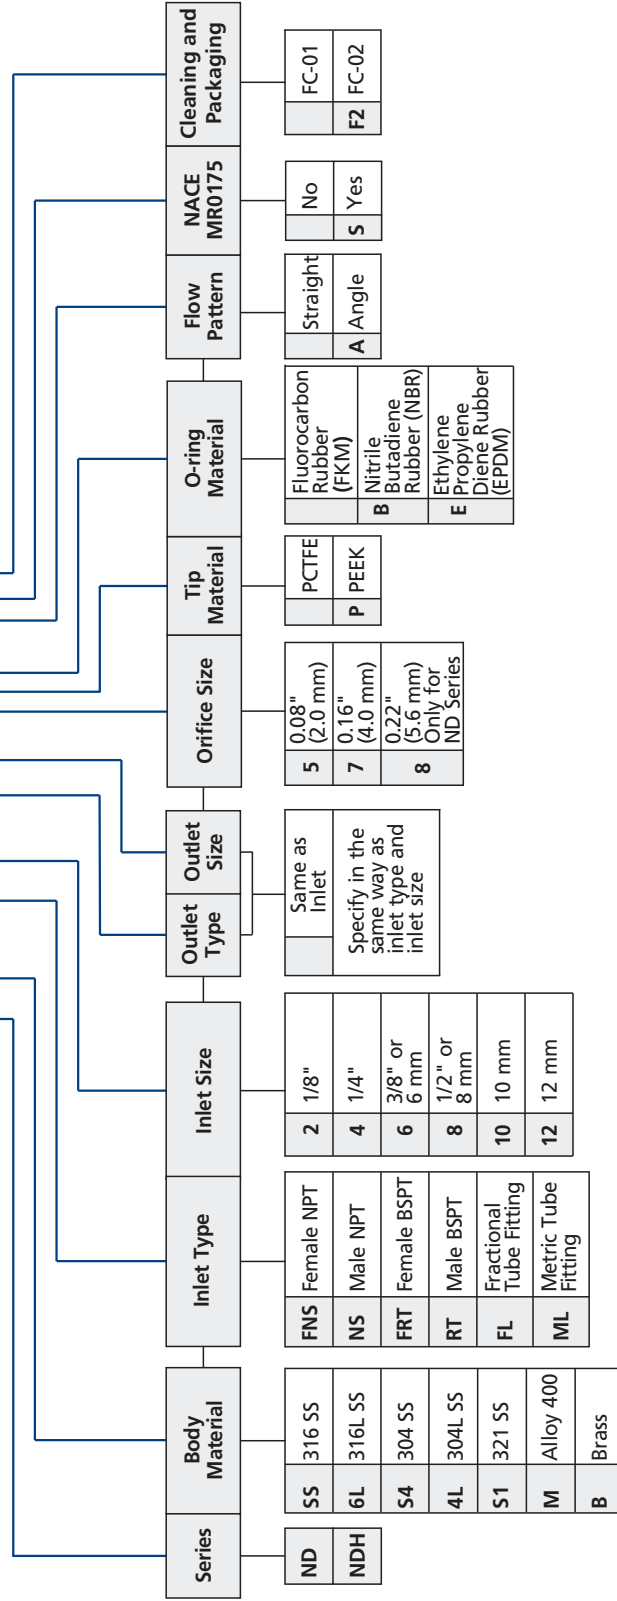 Series
ND
NDH
Body
Material
SS 316 SS
6L 316L SS
S4 304 SS
4L 304L SS
S1 321 SS
M Alloy 400
B Brass
Inlet Type
FNS Female NPT
NS Male NPT
FRT Female BSPT
RT Male BSPT
FL Fractional
Tube Fitting
ML Metric Tube
Fitting
Inlet Size
2 1/8"
4 1/4"
6 3/8" or
6 mm
8 1/2" or
8 mm
10 10 mm
12 12 mm
Outlet
Type
Outlet
Size
Same as
Inlet
Specify in the
same way as
inlet type and
inlet size
Orifice Size
5 0.08"
(2.0 mm)
7 0.16"
(4.0 mm)
8 0.22"
(5.6 mm)
Only for
ND Series
Tip
Material
PCTFE
P PEEK
O-ring
Material
Fluorocarbon
Rubber
(FKM)
B Nitrile
Butadiene
Rubber (NBR)
E Ethylene
Propylene
Diene Rubber
(EPDM)
Flow
Pattern
Straight
A Angle
NACE
MR0175
No
S Yes
Cleaning and
Packaging
FC-01
F2 FC-02